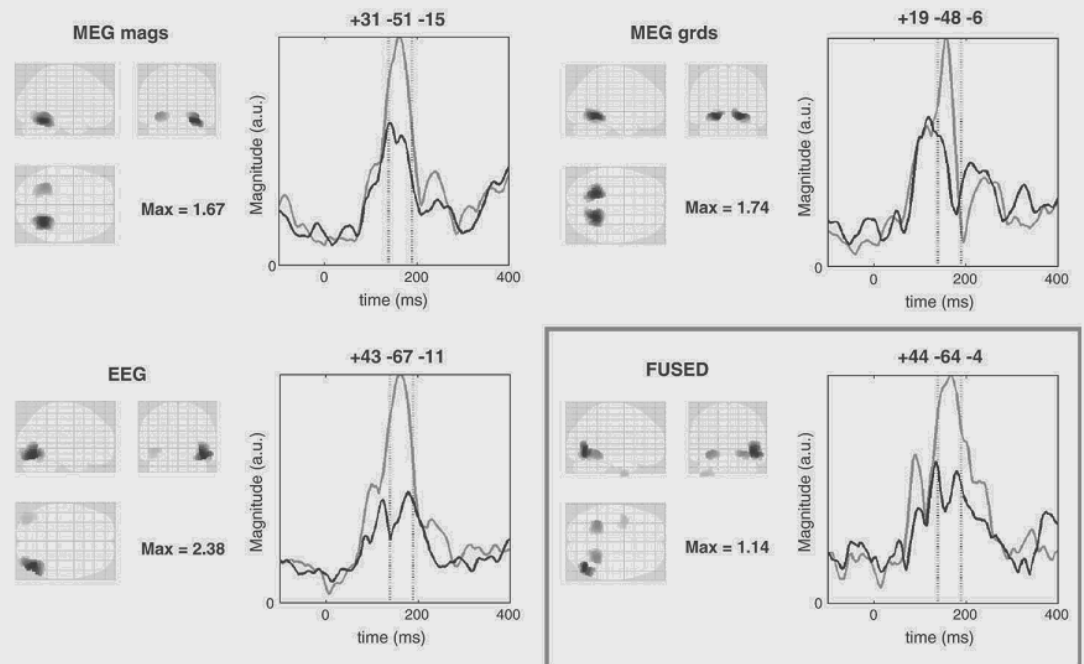 MEG mags
+31 -51 -15
Max = 1.67
Magnitude (a.u.)
0
0
200
400
time (ms)
MEG grds
+19 -48 -6
Max = 1.74
Magnitude (a.u.)
0
0
200
400
time (ms)
EEG
+43 -67 -11
Max = 2.38
Magnitude (a.u.)
0
0
200
400
time (ms)
FUSED
+44 -64 -4
Max = 1.14
Magnitude (a.u.)
0
0
200
400
time (ms)